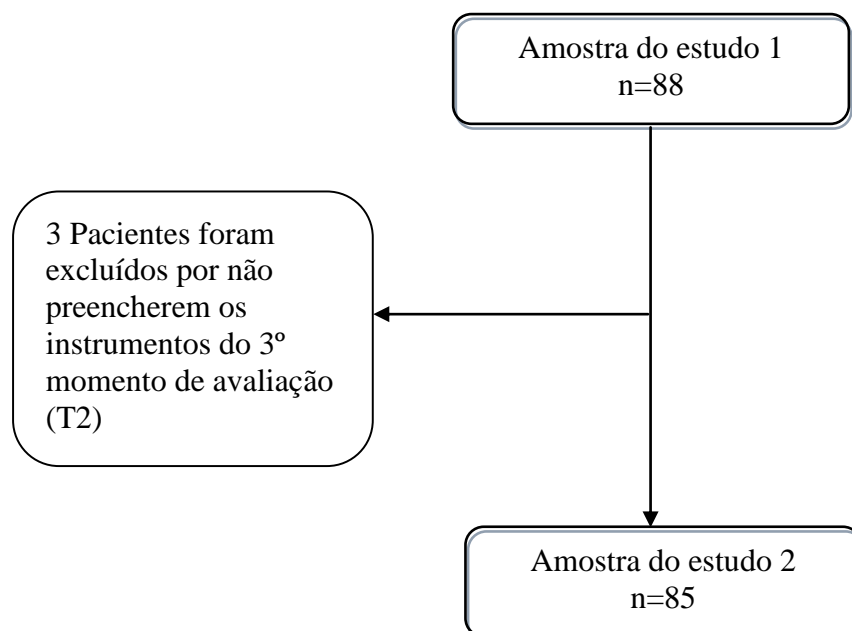 Amostra do estudo 1
n=88
3 Pacientes foram
excluídos por não
preencherem os
instrumentos do 3º
momento de avaliação
(T2)
Amostra do estudo 2
n=85